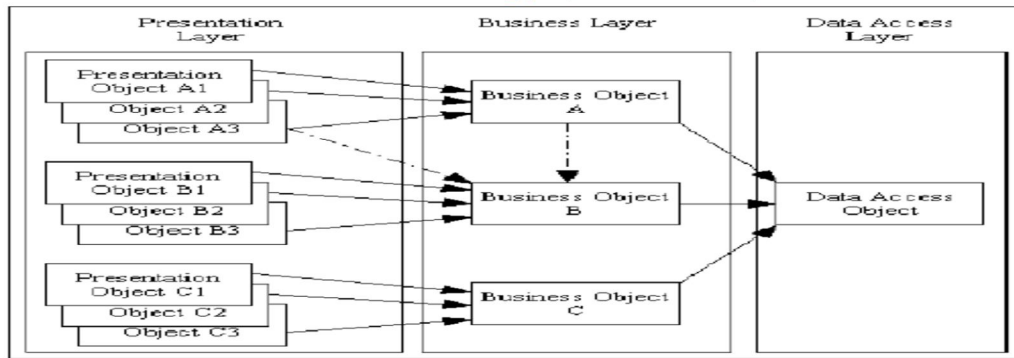 Presentation
Layer
Business Layer
Data Access
Layer
Presentation
Object A1
Object A2
Object A3
Business Object
A
Presentation
Object B1
Object B2
Object B3
Business Object
B
Data Access
Object
Presentation
Object C1
Object C2
Object C3
Business Object
C